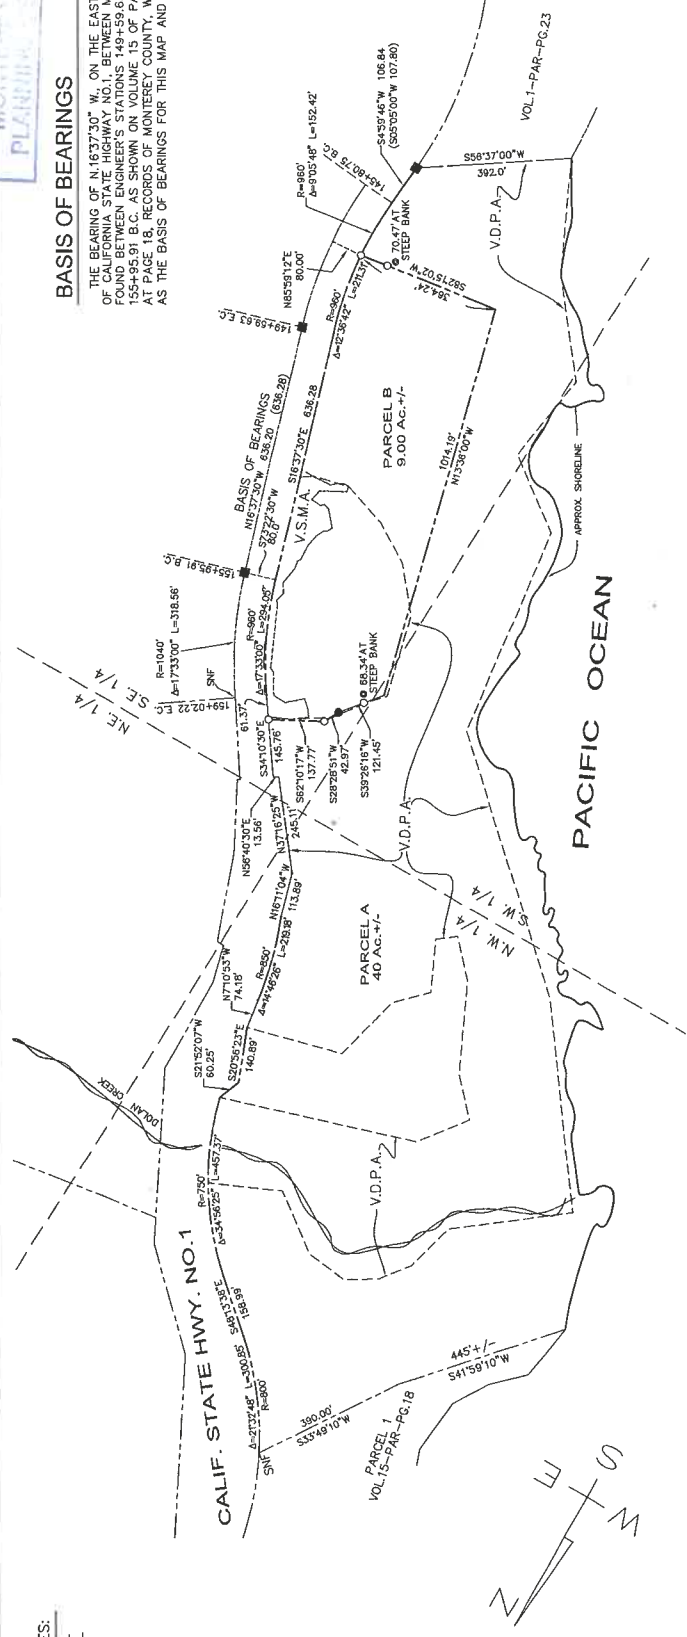 PLANNING
BASIS OF BEARINGS
THE BEARING OF N.16°37'30" W., ON THE EAST
OF CALIFORNIA STATE HIGHWAY NO.1, BETWEEN M
FOUND BETWEEN ENGINEER'S STATIONS 149+59.6
155+95.91 B.C. AS SHOWN ON VOLUME 15 OF PA
AT PAGE 18, RECORDS OF MONTEREY COUNTY, W
AS THE BASIS OF BEARINGS FOR THIS MAP AND
ES:
VOL.1-PAR-PG.23
S4°59'46"W 106.84
(S05°05'00"W 107.80)
R=960'
Δ=9°05'48" L=152.42'
145+80.75 B.C.
S56°37'00"W
392.0'
V.D.P.A.
N85°59'12"E
80.00'
70.47' AT
STEEP BANK
S62°15'02"W
364.24'
R=960'
Δ=12°36'42" L=211.31'
149+59.63 E.C.
BASIS OF BEARINGS
N16°37'30"W 636.20 (636.28)
S16°37'30"E 636.28
PARCEL B
9.00 Ac.+/-
1014.19'
N13°38'00"W
APPROX. SHORELINE
S73°22'30"W
80.0'
V.S.M.A.
155+95.91 B.C.
R=1040'
Δ=17°33'00" L=318.56'
R=960'
Δ=17°33'00" L=294.05'
159+02.22 E.C.
SNF
61.37'
S.E. 1/4
N.E. 1/4
68.34' AT
STEEP BANK
S34°10'30"E
145.76'
S62°10'17"W
137.77'
S28°28'51"W
42.97'
S39°26'16"W
121.45'
N56°40'30"E
13.56'
N37°16'25"W
245.11'
V.D.P.A.
PACIFIC OCEAN
N16°11'04"W
113.89'
S.W. 1/4
N.W. 1/4
PARCEL A
40 Ac.+/-
R=850'
Δ=14°46'26" L=219.18'
N7°10'53"W
74.18'
S20°56'23"E
140.89'
S21°52'07"W
60.25'
DOLAN
CREEK
R=750'
Δ=34°56'25" L=457.37'
V.D.P.A.
CALIF. STATE HWY. NO.1
S48°13'38"E
158.99'
Δ=21°32'48" L=300.85'
R=800'
SNF
390.00'
S33°49'10"W
445'+/-
S41°59'10"W
PARCEL 1
VOL.15-PAR-PG.18
N
E
S
W